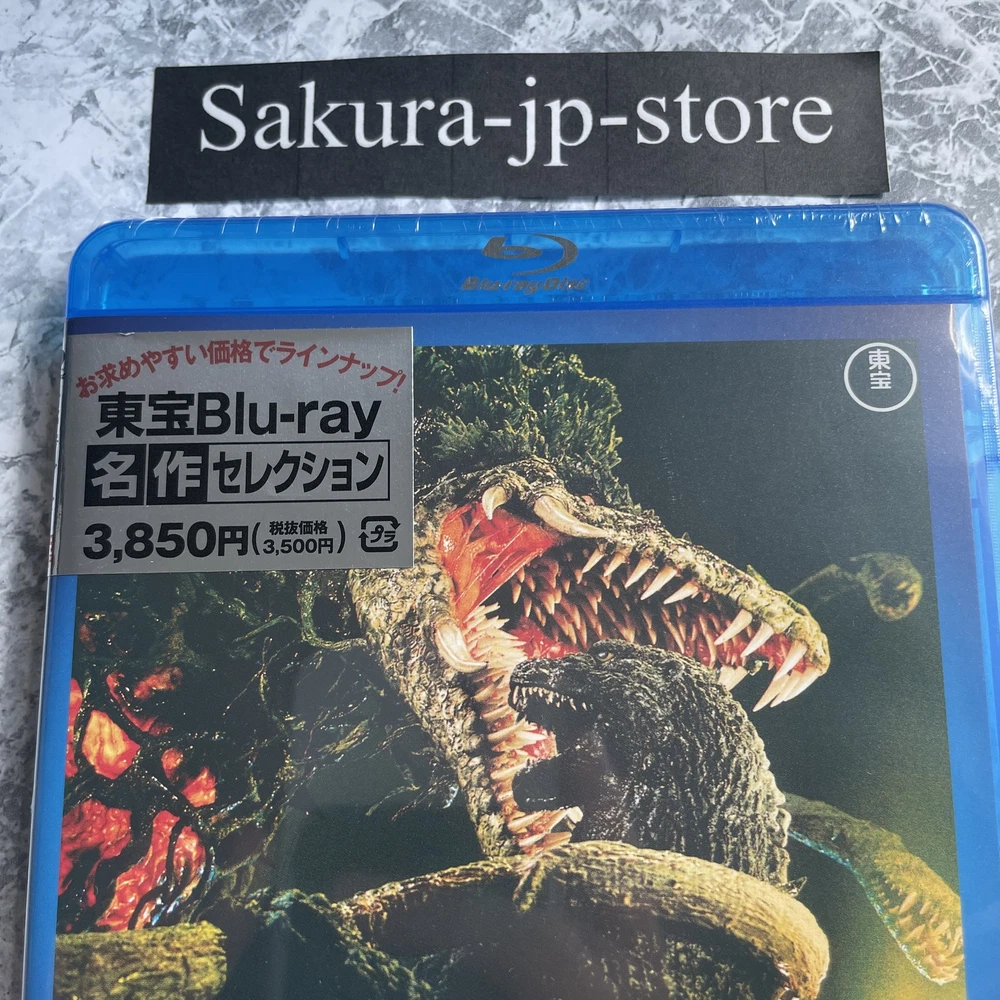 Sakura-jp-store
Blu-ray Disc
お求めやすい価格でラインナップ!
東宝Blu-ray
名作セレクション
3,850円(税抜価格
3,500円)
プラ
東宝